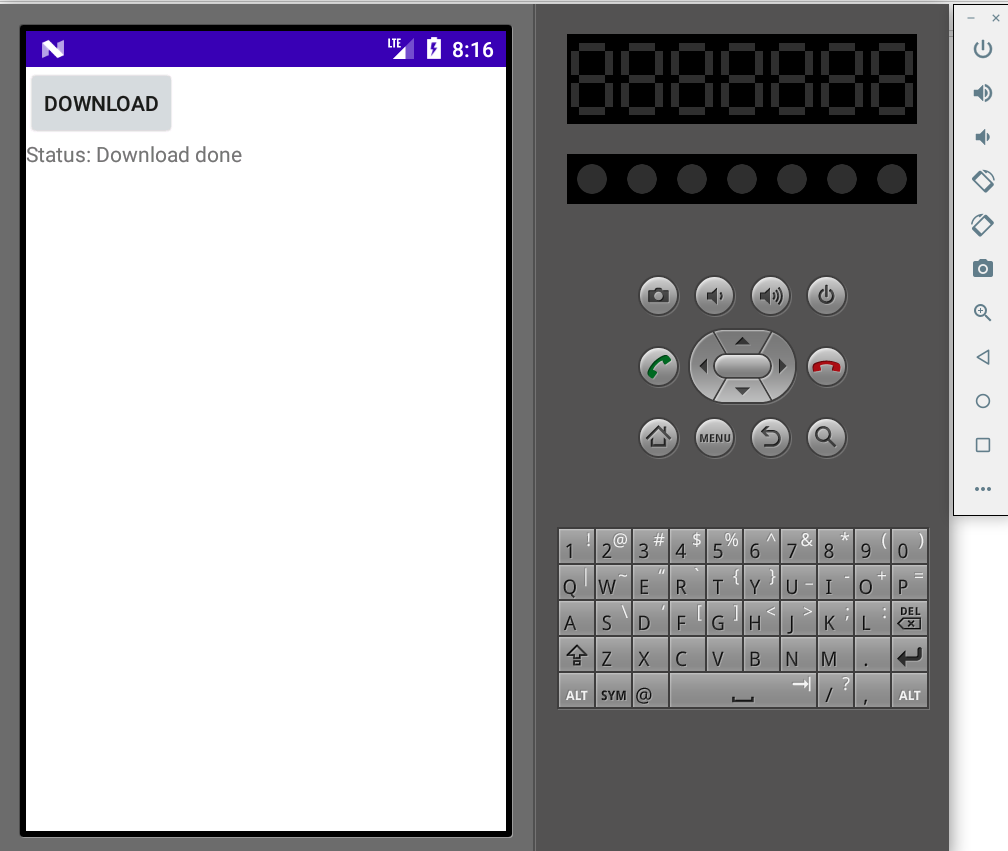 LTE 8:16
DOWNLOAD
Status: Download done
MENU
1 ! 2 @ 3 # 4 $ 5 % 6 ^ 7 & 8 * 9 ( 0 )
Q | W ~ E “ R ` T { Y } U _ I - O + P =
A S \ D ‘ F [ G ] H < J > K ; L : DEL
Z X C V B N M .
ALT SYM @ / ? , ALT